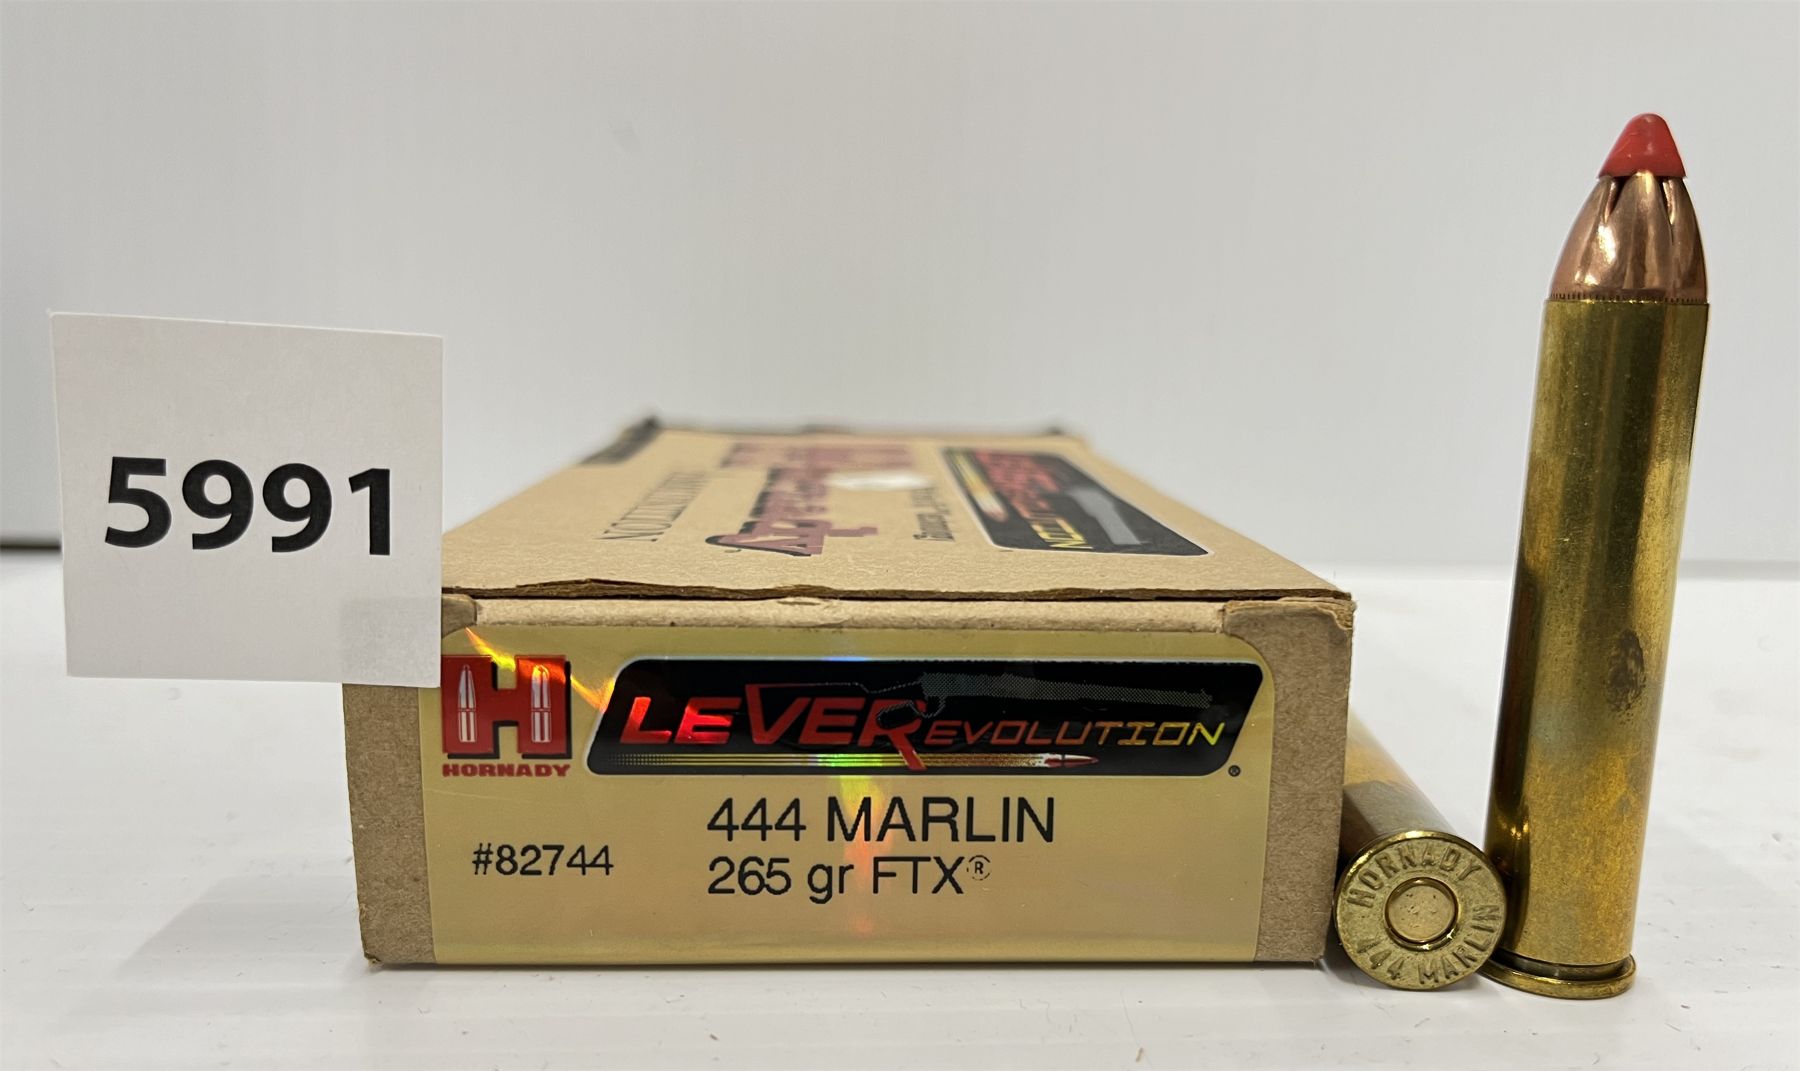 5991
HORNADY
LEVEREVOLUTION
444 MARLIN
#82744
265 gr FTX®
HORNADY
444 MARLIN